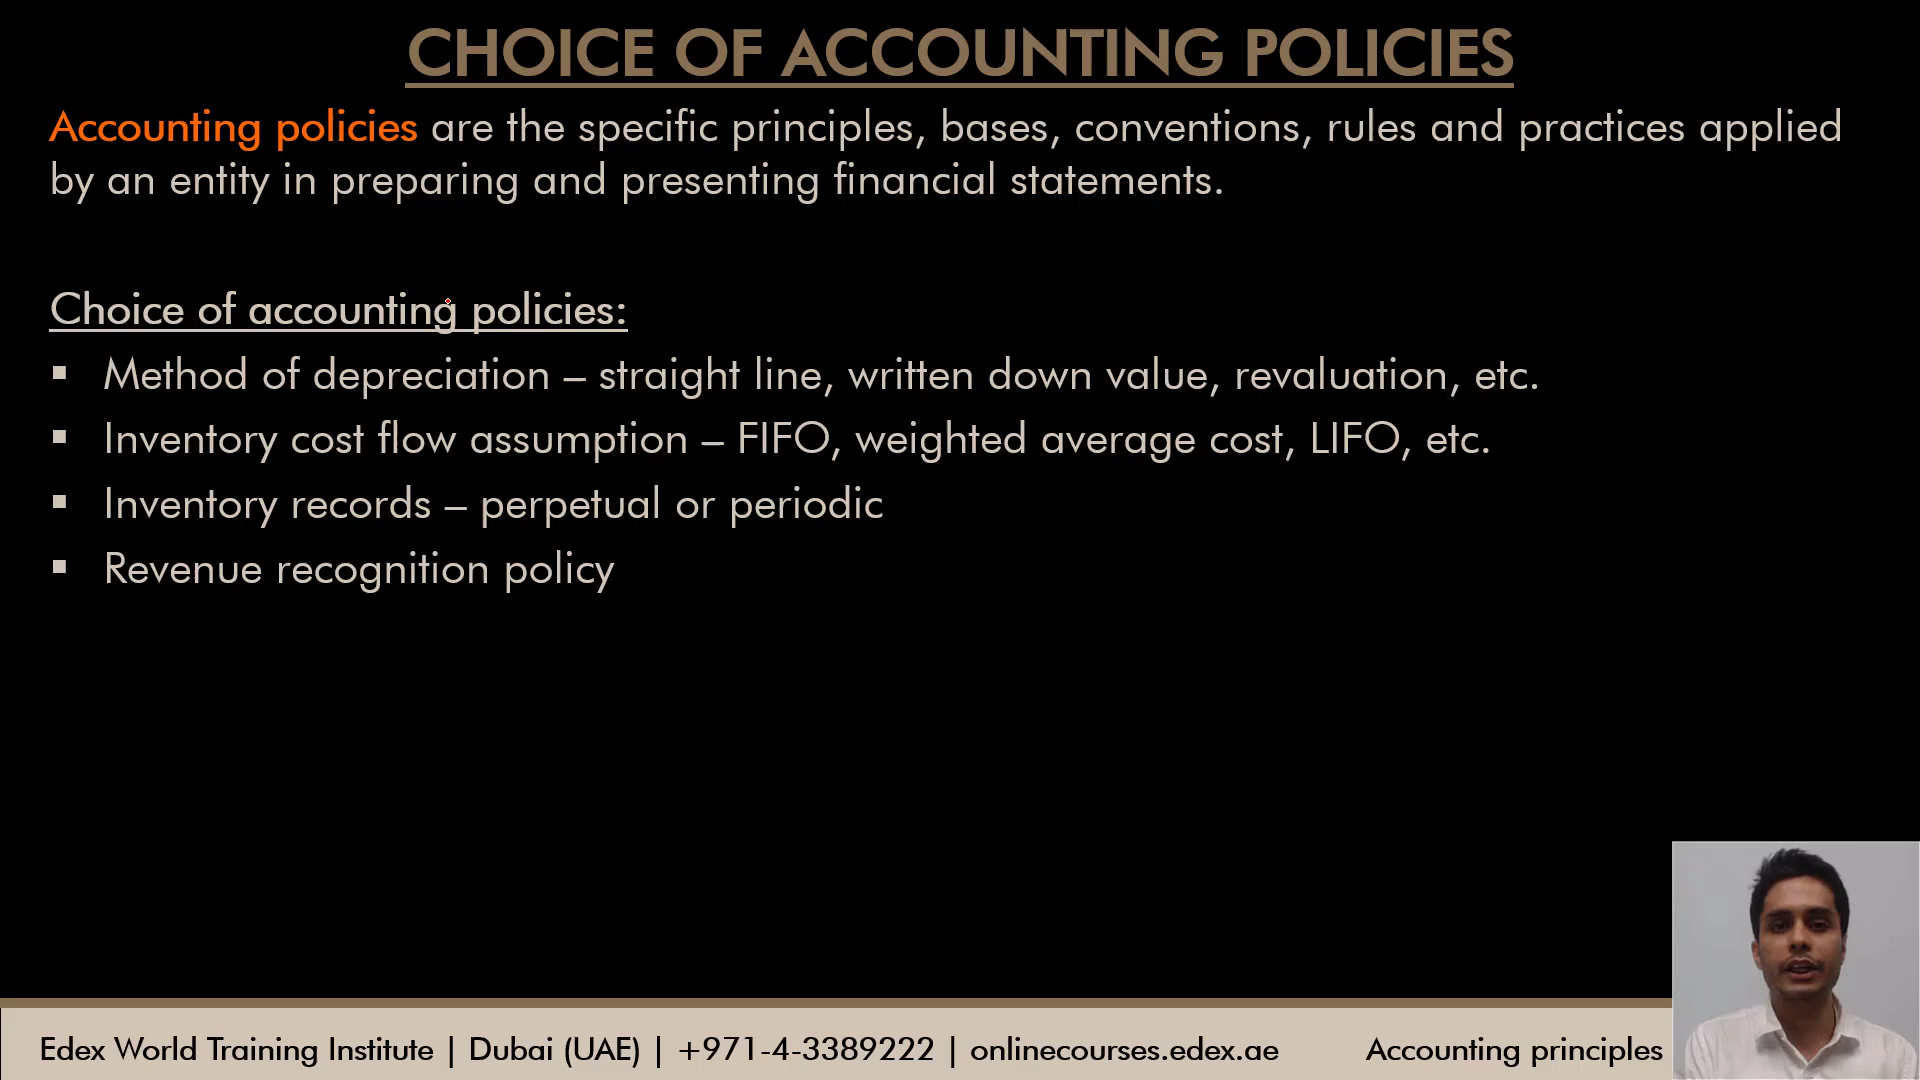 CHOICE OF ACCOUNTING POLICIES
Accounting policies are the specific principles, bases, conventions, rules and practices applied
by an entity in preparing and presenting financial statements.
Choice of accounting policies:
▪ Method of depreciation – straight line, written down value, revaluation, etc.
▪ Inventory cost flow assumption – FIFO, weighted average cost, LIFO, etc.
▪ Inventory records – perpetual or periodic
▪ Revenue recognition policy
Edex World Training Institute | Dubai (UAE) | +971-4-3389222 | onlinecourses.edex.ae Accounting principles